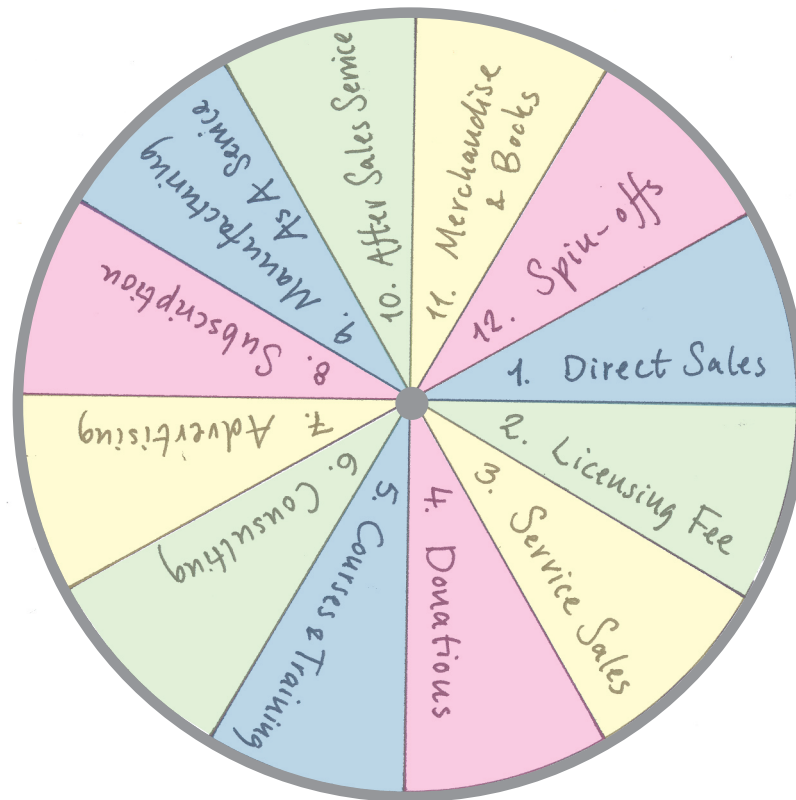 1. Direct Sales
2. Licensing Fee
3. Service Sales
4. Donations
5. Courses & Training
6. Consulting
7. Advertising
8. Subscription
9. Manufacturing
As A Service
10. After Sales Service
11. Merchandise
& Books
12. Spin-offs